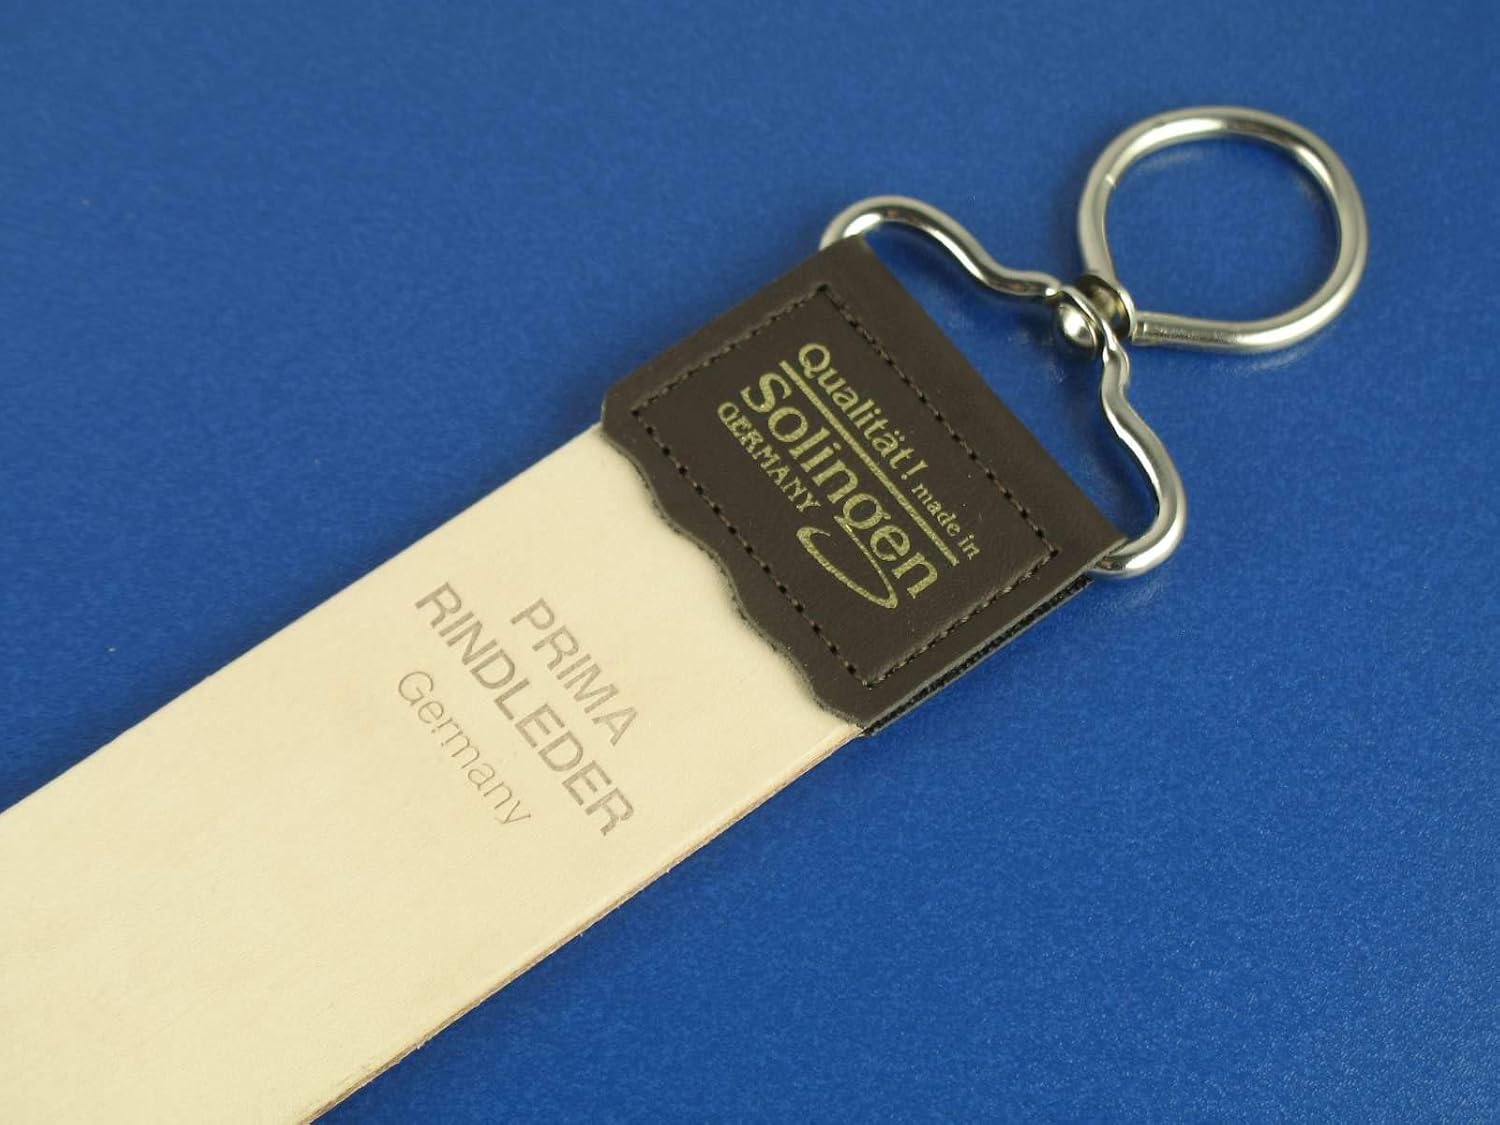 Qualität! made in
Solingen
GERMANY
PRIMA
RINDLEDER
Germany